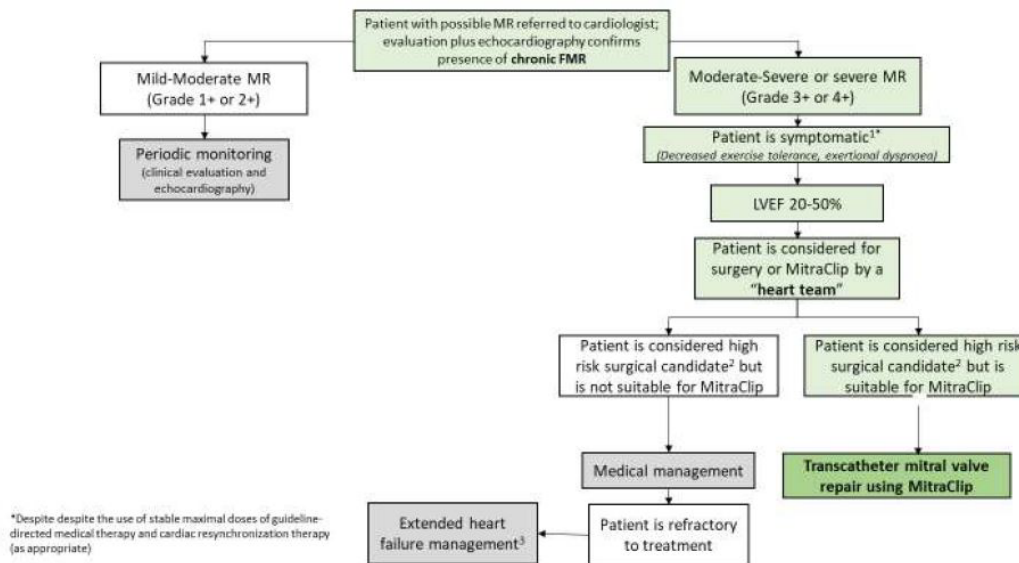 Patient with possible MR referred to cardiologist;
evaluation plus echocardiography confirms
presence of chronic FMR
Mild-Moderate MR
(Grade 1+ or 2+)
Moderate-Severe or severe MR
(Grade 3+ or 4+)
Periodic monitoring
(clinical evaluation and
echocardiography)
Patient is symptomatic¹*
(Decreased exercise tolerance, exertional dyspnaea)
LVEF 20-50%
Patient is considered for
surgery or MitraClip by a
"heart team"
Patient is considered high
risk surgical candidate² but
is not suitable for MitraClip
Patient is considered high risk
surgical candidate² but is
suitable for MitraClip
Medical management
Transcatheter mitral valve
repair using MitraClip
Patient is refractory
to treatment
Extended heart
failure management³
*Despite despite the use of stable maximal doses of guideline-
directed medical therapy and cardiac resynchronization therapy
(as appropriate)